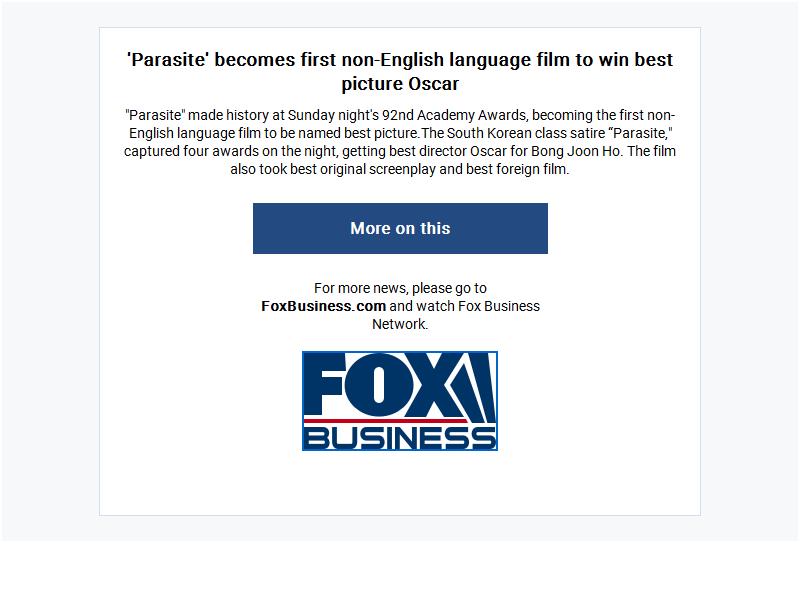 'Parasite' becomes first non-English language film to win best
picture Oscar
"Parasite" made history at Sunday night's 92nd Academy Awards, becoming the first non-
English language film to be named best picture.The South Korean class satire “Parasite,"
captured four awards on the night, getting best director Oscar for Bong Joon Ho. The film
also took best original screenplay and best foreign film.
More on this
For more news, please go to
FoxBusiness.com and watch Fox Business
Network.
FOX
BUSINESS